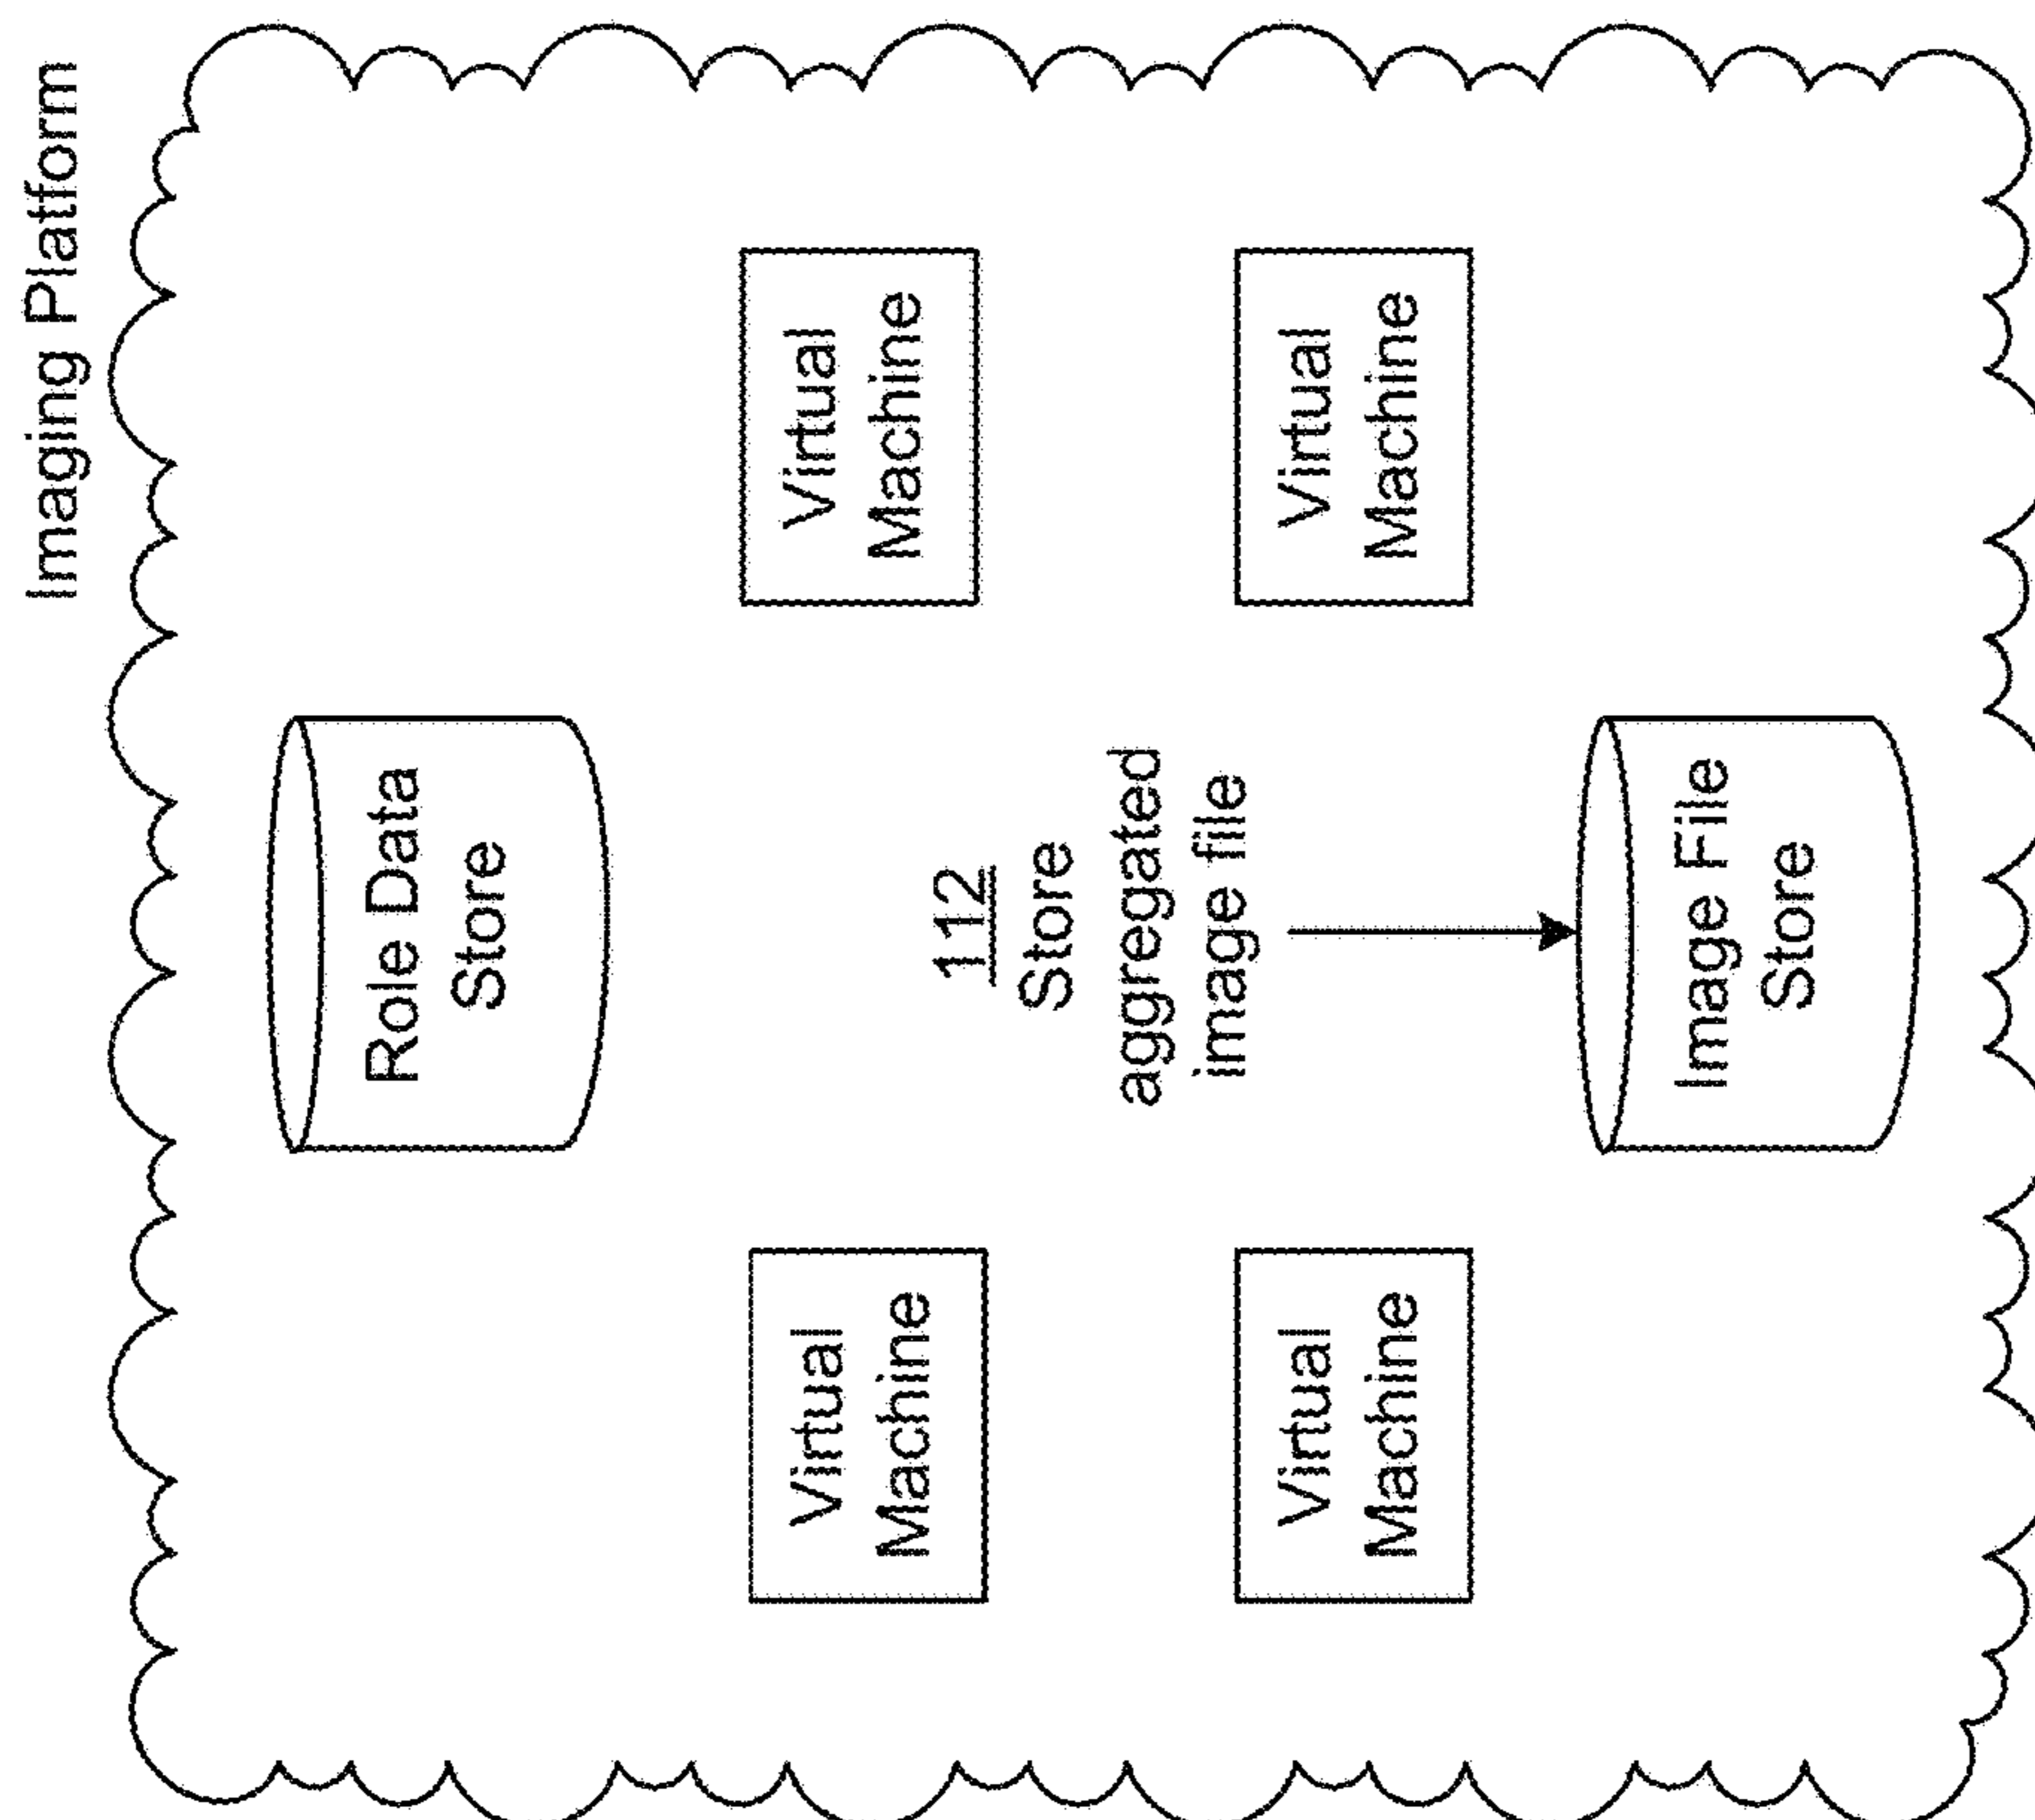 Imaging Platform
Role Data
Store
Virtual
Machine
Virtual
Machine
112
Store
aggregated
image file
Virtual
Machine
Virtual
Machine
Image File
Store